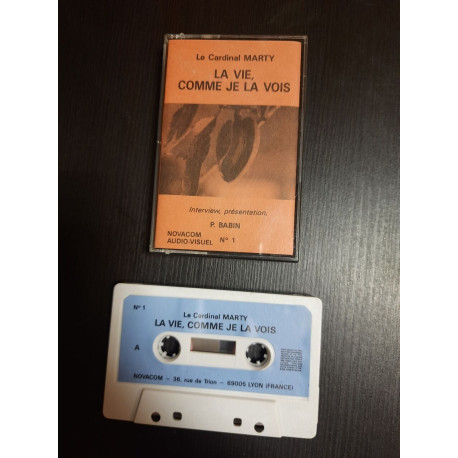 Le Cardinal MARTY
LA VIE,
COMME JE LA VOIS
Interview, présentation,
P. BABIN
NOVACOM
AUDIO-VISUEL N° 1
N° 1
Le Cardinal MARTY
LA VIE, COMME JE LA VOIS
A
NOVACOM — 36, rue de Trion — 69005 LYON (FRANCE)